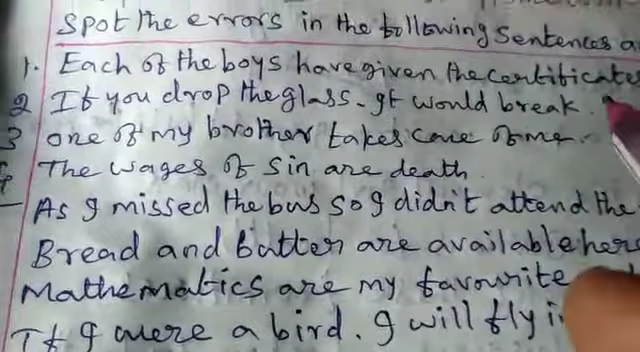 Spot the errors in the following sentences a
1. Each of the boys have given the certificate
2 If you drop the glass. It would break.
3 one of my brother takes care of me.
The wages of sin are death.
As I missed the bus so I didn't attend the
Bread and butter are available here
Mathematics are my favourite
If I were a bird. I will fly i